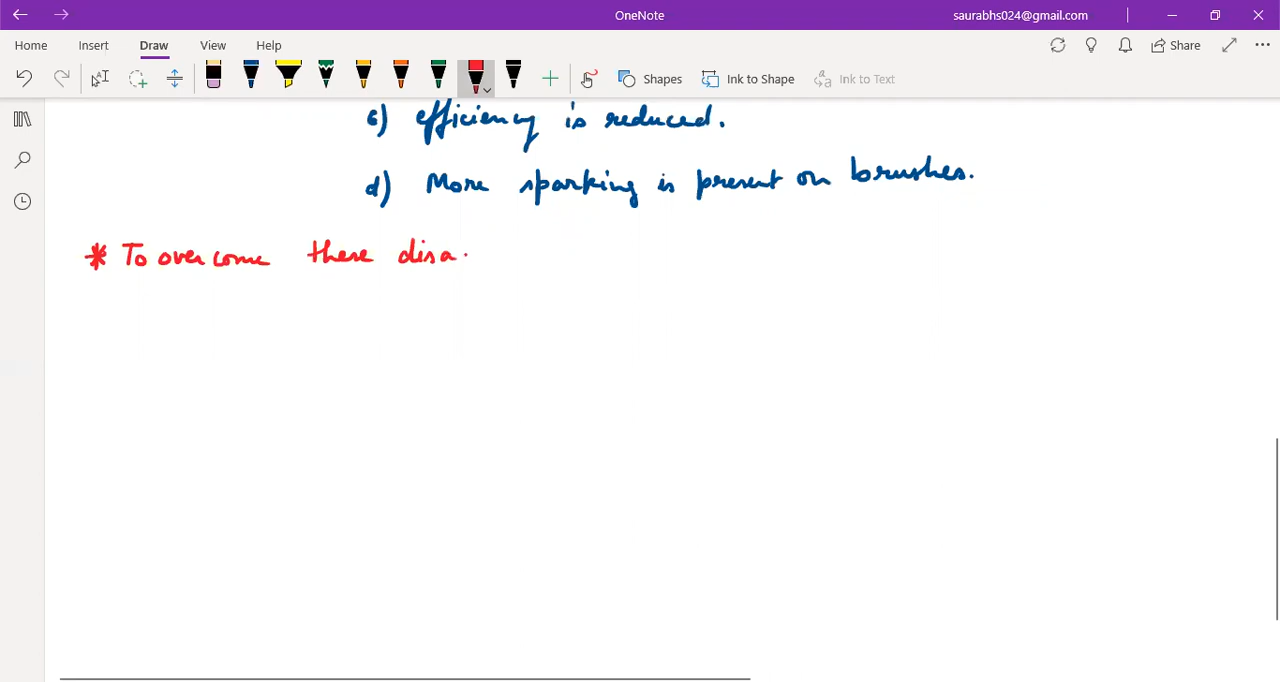 OneNote
saurabhs024@gmail.com
Home Insert Draw View Help
Share
Shapes Ink to Shape Ink to Text
c) efficiency is reduced.
d) More sparking is present on brushes.
* To overcome these disa